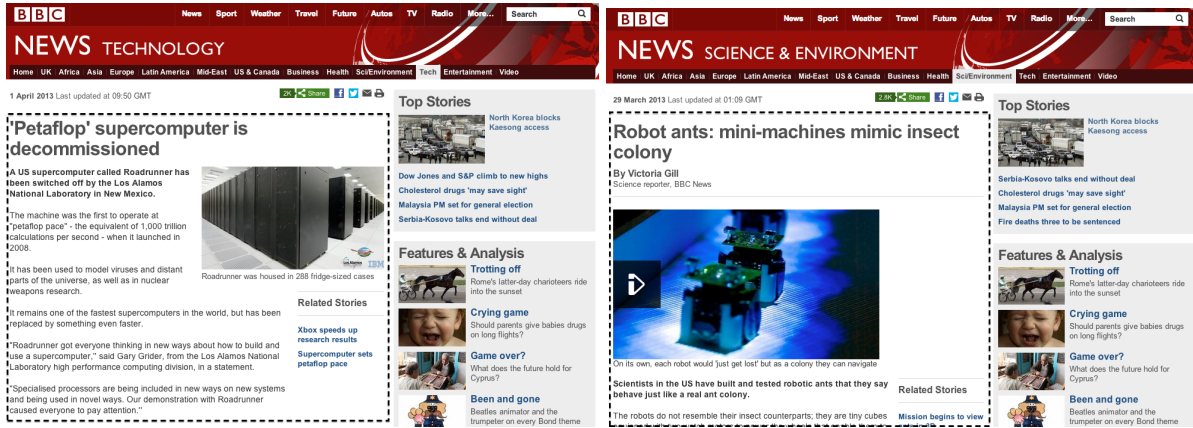 BBC
News Sport Weather Travel Future Autos TV Radio More... Search
NEWS TECHNOLOGY
Home UK Africa Asia Europe Latin America Mid-East US & Canada Business Health Sci/Environment Tech Entertainment Video
1 April 2013 Last updated at 09:50 GMT
2K Share
'Petaflop' supercomputer is
decommissioned
A US supercomputer called Roadrunner has
been switched off by the Los Alamos
National Laboratory in New Mexico.
The machine was the first to operate at
"petaflop pace" - the equivalent of 1,000 trillion
calculations per second - when it launched in
2008.
It has been used to model viruses and distant
parts of the universe, as well as in nuclear
weapons research.
Los Alamos
IBM
Roadrunner was housed in 288 fridge-sized cases
It remains one of the fastest supercomputers in the world, but has been
replaced by something even faster.
"Roadrunner got everyone thinking in new ways about how to build and
use a supercomputer," said Gary Grider, from the Los Alamos National
Laboratory high performance computing division, in a statement.
"Specialised processors are being included in new ways on new systems
and being used in novel ways. Our demonstration with Roadrunner
caused everyone to pay attention."
Related Stories
Xbox speeds up
research results
Supercomputer sets
petaflop pace
Top Stories
North Korea blocks
Kaesong access
Dow Jones and S&P climb to new highs
Cholesterol drugs 'may save sight'
Malaysia PM set for general election
Serbia-Kosovo talks end without deal
Features & Analysis
Trotting off
Rome's latter-day charioteers ride
into the sunset
Crying game
Should parents give babies drugs
on long flights?
Game over?
What does the future hold for
Cyprus?
Been and gone
Beatles animator and the
trumpeter on every Bond theme
BBC
News Sport Weather Travel Future Autos TV Radio More... Search
NEWS SCIENCE & ENVIRONMENT
Home UK Africa Asia Europe Latin America Mid-East US & Canada Business Health Sci/Environment Tech Entertainment Video
29 March 2013 Last updated at 01:09 GMT
2.8K Share
Robot ants: mini-machines mimic insect
colony
By Victoria Gill
Science reporter, BBC News
On its own, each robot would 'just get lost' but as a colony they can navigate
Scientists in the US have built and tested robotic ants that they say
behave just like a real ant colony.
The robots do not resemble their insect counterparts; they are tiny cubes
Related Stories
Mission begins to view
Top Stories
North Korea blocks
Kaesong access
Serbia-Kosovo talks end without deal
Cholesterol drugs 'may save sight'
Malaysia PM set for general election
Fire deaths three to be sentenced
Features & Analysis
Trotting off
Rome's latter-day charioteers ride
into the sunset
Crying game
Should parents give babies drugs
on long flights?
Game over?
What does the future hold for
Cyprus?
Been and gone
Beatles animator and the
trumpeter on every Bond theme